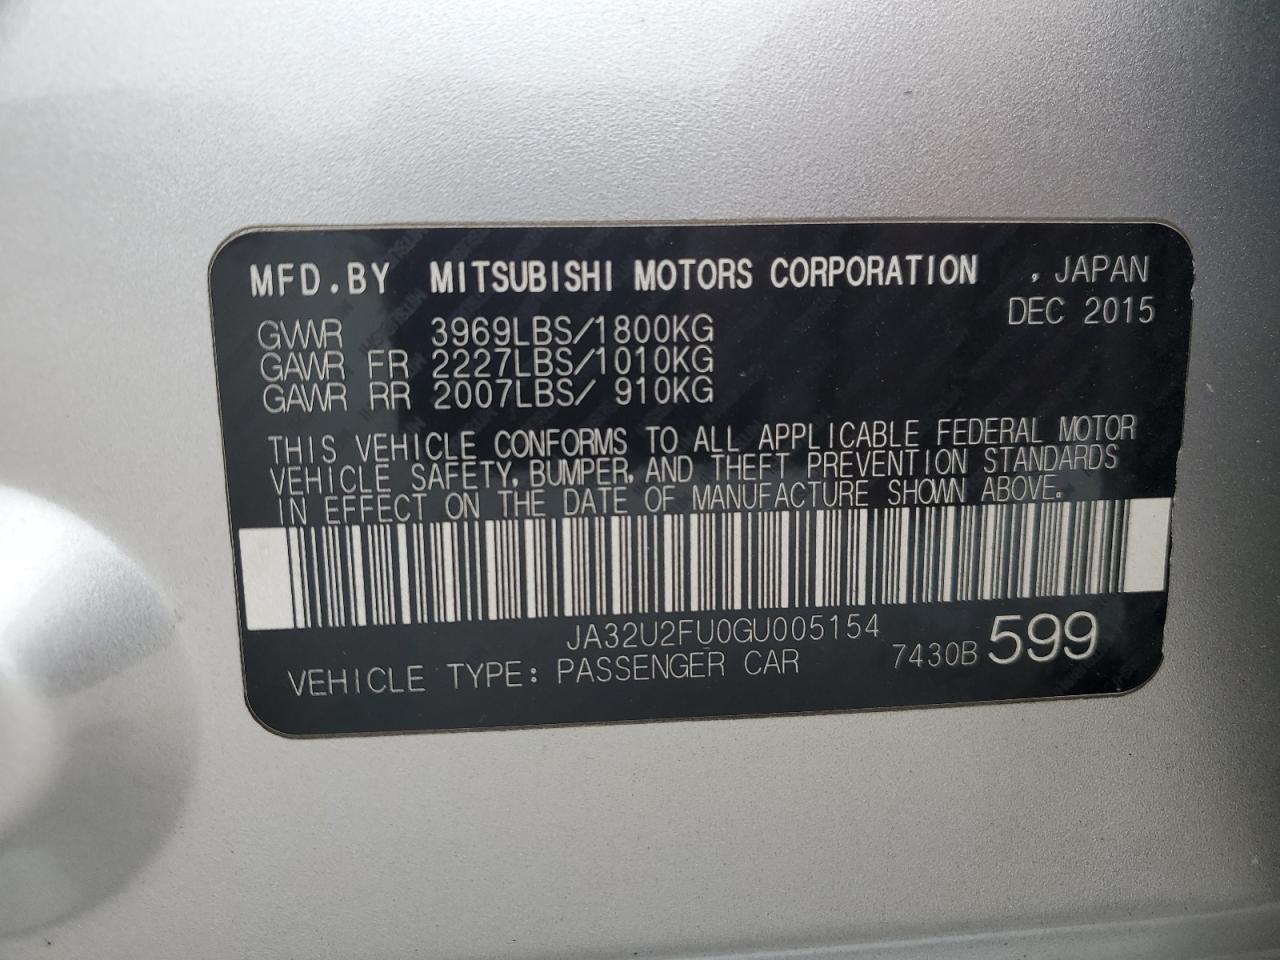 MFD.BY MITSUBISHI MOTORS CORPORATION , JAPAN
DEC 2015
GVWR 3969LBS/1800KG
GAWR FR 2227LBS/1010KG
GAWR RR 2007LBS/ 910KG
THIS VEHICLE CONFORMS TO ALL APPLICABLE FEDERAL MOTOR
VEHICLE SAFETY, BUMPER, AND THEFT PREVENTION STANDARDS
IN EFFECT ON THE DATE OF MANUFACTURE SHOWN ABOVE.
JA32U2FU0GU005154
VEHICLE TYPE: PASSENGER CAR 7430B 599